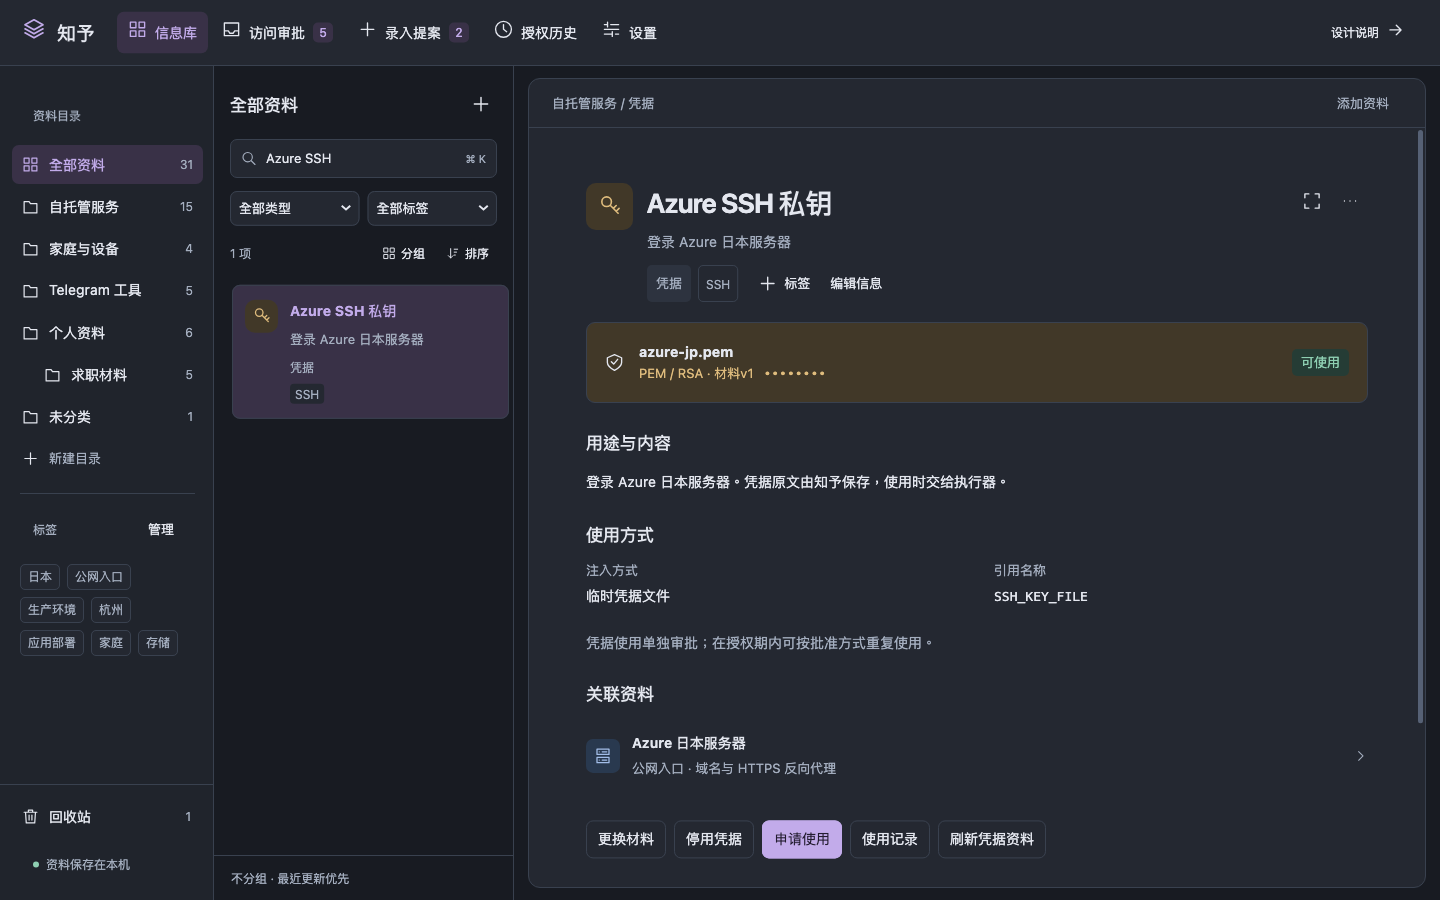 知予
信息库
访问审批 5
录入提案 2
授权历史
设置
设计说明
资料目录
全部资料 31
自托管服务 15
家庭与设备 4
Telegram 工具 5
个人资料 6
求职材料 5
未分类 1
新建目录
标签 管理
日本 公网入口
生产环境 杭州
应用部署 家庭 存储
回收站 1
资料保存在本机
全部资料
Azure SSH ⌘ K
全部类型 全部标签
1 项 分组 排序
Azure SSH 私钥
登录 Azure 日本服务器
凭据
SSH
不分组 · 最近更新优先
自托管服务 / 凭据 添加资料
Azure SSH 私钥
登录 Azure 日本服务器
凭据 SSH 标签 编辑信息
azure-jp.pem
PEM / RSA · 材料v1 ••••••••
可使用
用途与内容
登录 Azure 日本服务器。凭据原文由知予保存，使用时交给执行器。
使用方式
注入方式 引用名称
临时凭据文件 SSH_KEY_FILE
凭据使用单独审批；在授权期内可按批准方式重复使用。
关联资料
Azure 日本服务器
公网入口 · 域名与 HTTPS 反向代理
更换材料 停用凭据 申请使用 使用记录 刷新凭据资料